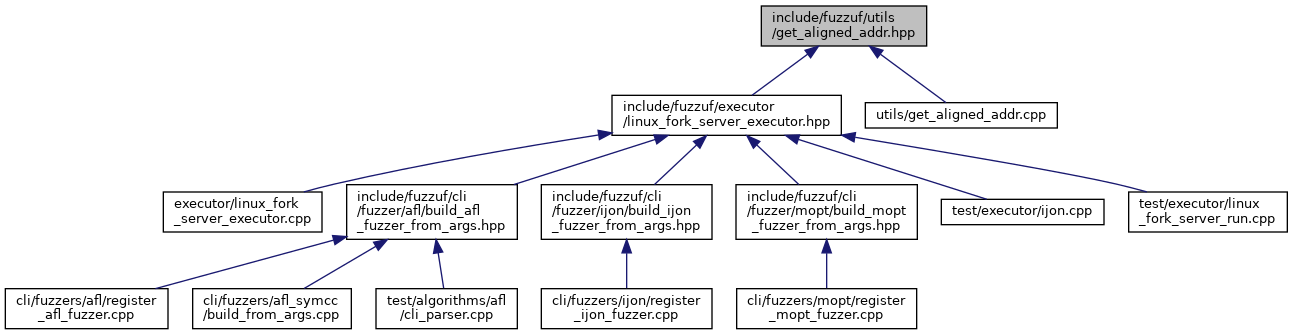 include/fuzzuf/utils
/get_aligned_addr.hpp
include/fuzzuf/executor
/linux_fork_server_executor.hpp
utils/get_aligned_addr.cpp
executor/linux_fork
_server_executor.cpp
include/fuzzuf/cli
/fuzzer/afl/build_afl
_fuzzer_from_args.hpp
include/fuzzuf/cli
/fuzzer/ijon/build_ijon
_fuzzer_from_args.hpp
include/fuzzuf/cli
/fuzzer/mopt/build_mopt
_fuzzer_from_args.hpp
test/executor/ijon.cpp
test/executor/linux
_fork_server_run.cpp
cli/fuzzers/afl/register
_afl_fuzzer.cpp
cli/fuzzers/afl_symcc
/build_from_args.cpp
test/algorithms/afl
/cli_parser.cpp
cli/fuzzers/ijon/register
_ijon_fuzzer.cpp
cli/fuzzers/mopt/register
_mopt_fuzzer.cpp